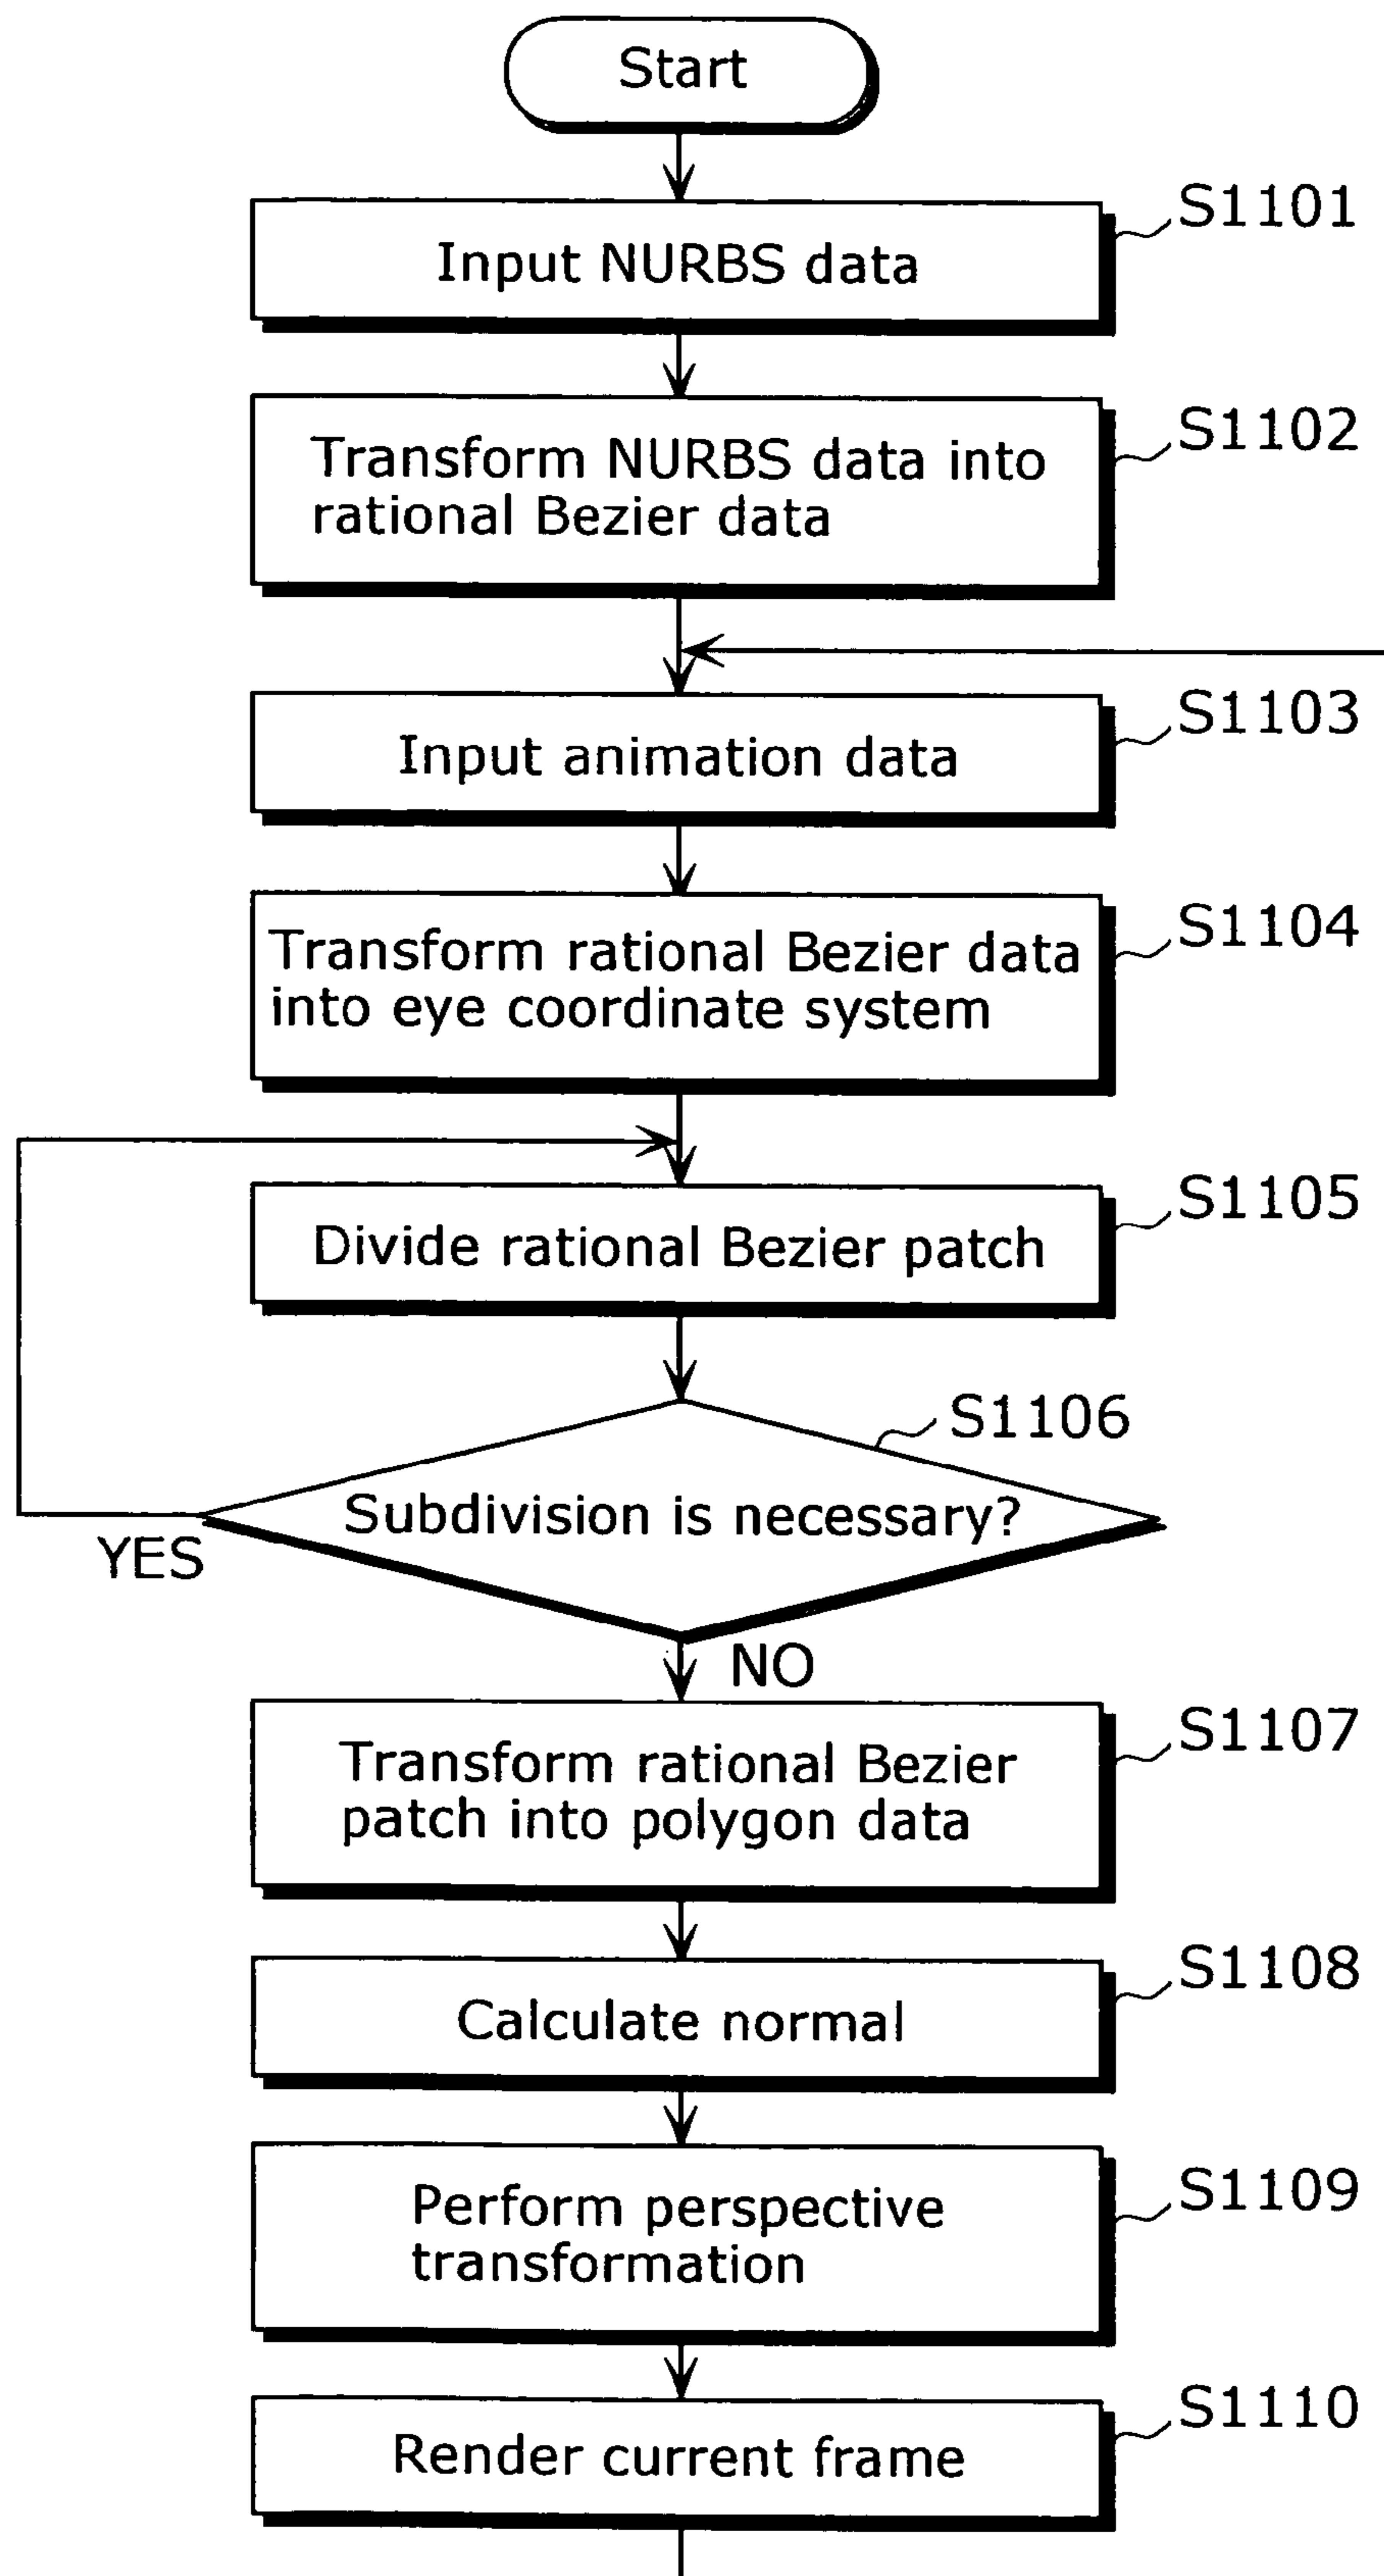 Start
S1101
Input NURBS data
S1102
Transform NURBS data into
rational Bezier data
S1103
Input animation data
S1104
Transform rational Bezier data
into eye coordinate system
S1105
Divide rational Bezier patch
S1106
Subdivision is necessary?
YES
NO
S1107
Transform rational Bezier
patch into polygon data
S1108
Calculate normal
S1109
Perform perspective
transformation
S1110
Render current frame